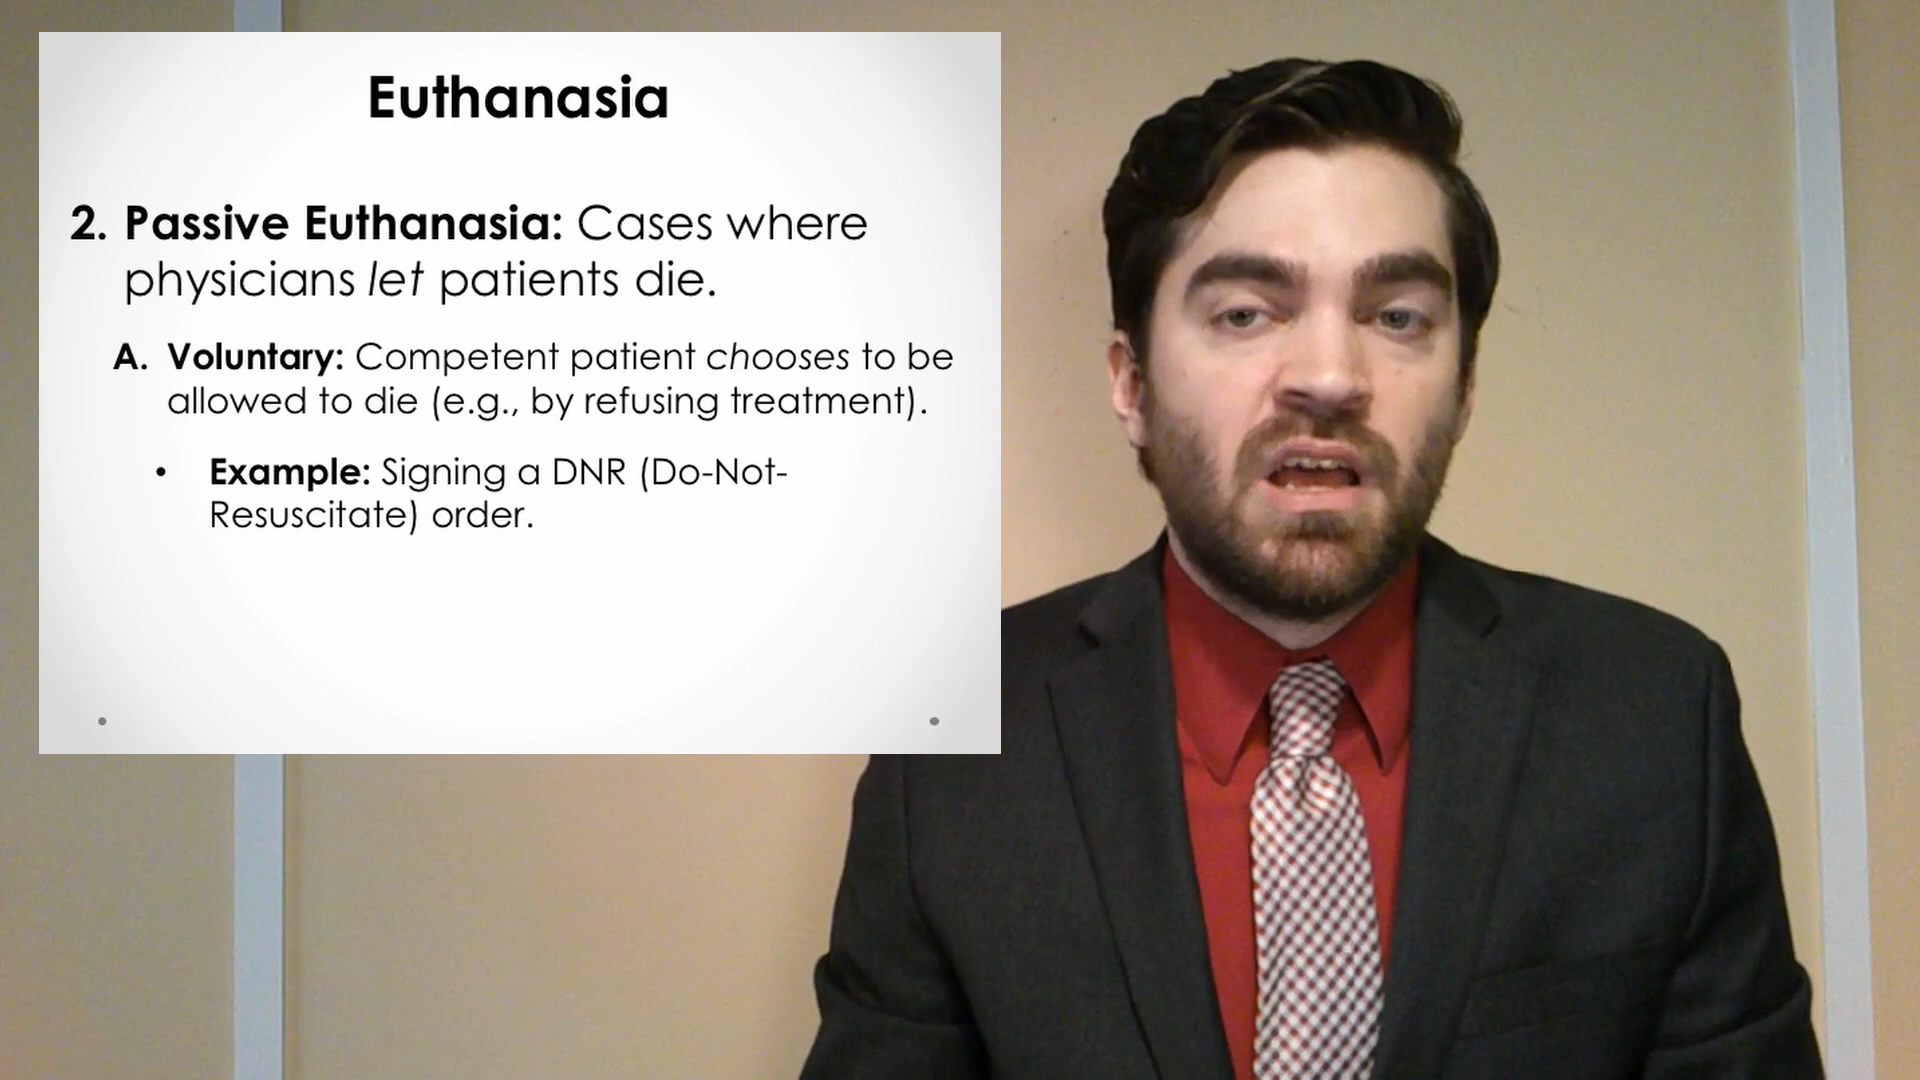 Euthanasia
2. Passive Euthanasia: Cases where
physicians let patients die.
A. Voluntary: Competent patient chooses to be
allowed to die (e.g., by refusing treatment).
• Example: Signing a DNR (Do-Not-
Resuscitate) order.